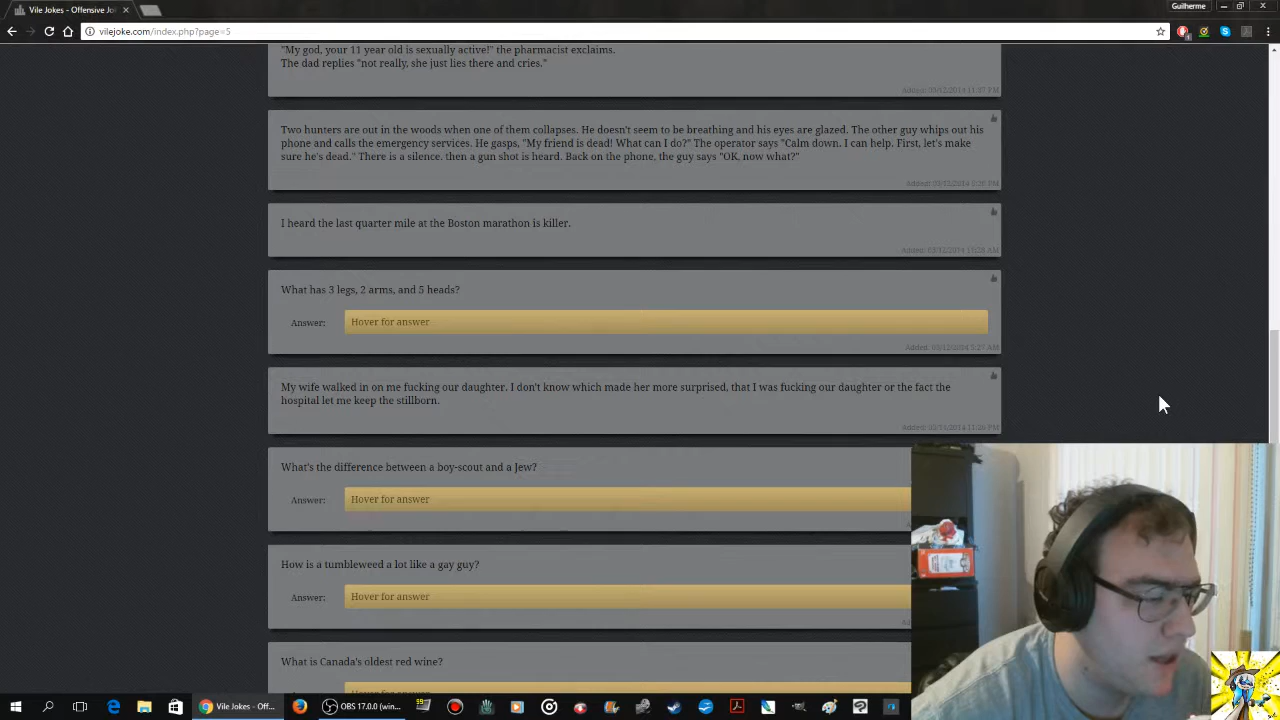 Vile Jokes - Offensive Jo
Guilherme
vilejoke.com/index.php?page=5
"My god, your 11 year old is sexually active!" the pharmacist exclaims.
The dad replies "not really, she just lies there and cries."
Two hunters are out in the woods when one of them collapses. He doesn't seem to be breathing and his eyes are glazed. The other guy whips out his
phone and calls the emergency services. He gasps, "My friend is dead! What can I do?" The operator says "Calm down. I can help. First, let's make
sure he's dead." There is a silence. then a gun shot is heard. Back on the phone, the guy says "OK, now what?"
I heard the last quarter mile at the Boston marathon is killer.
What has 3 legs, 2 arms, and 5 heads?
Answer: Hover for answer
My wife walked in on me fucking our daughter. I don't know which made her more surprised, that I was fucking our daughter or the fact the
hospital let me keep the stillborn.
What's the difference between a boy-scout and a Jew?
Answer: Hover for answer
How is a tumbleweed a lot like a gay guy?
Answer: Hover for answer
What is Canada's oldest red wine?
Hover for answer
Vile Jokes - Off...
OBS 17.0.0 (win...